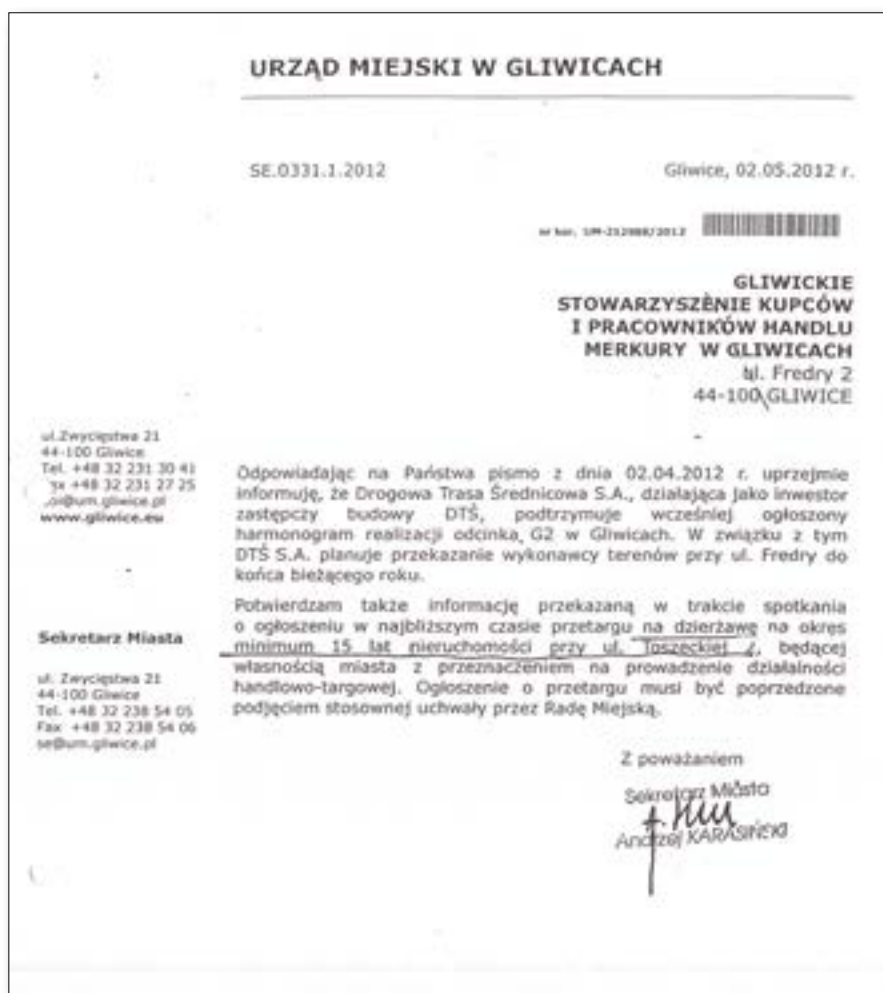 URZĄD MIEJSKI W GLIWICACH
SE.0331.1.2012
Gliwice, 02.05.2012 r.
nr kor.
GLIWICKIE
STOWARZYSZENIE KUPCÓW
I PRACOWNIKÓW HANDLU
MERKURY W GLIWICACH
ul. Fredry 2
44-100 GLIWICE
ul.Zwycięstwa 21
44-100 Gliwice
Tel. +48 32 231 30 41
+48 32 231 27 25
www.gliwice.eu
Odpowiadając na Państwa pismo z dnia 02.04.2012 r. uprzejmie
informuję, że Drogowa Trasa Średnicowa S.A., działająca jako inwestor
zastępczy budowy DTŚ, podtrzymuje wcześniej ogłoszony
harmonogram realizacji odcinka G2 w Gliwicach. W związku z tym
DTŚ S.A. planuje przekazanie wykonawcy terenów przy ul. Fredry do
końca bieżącego roku.
Potwierdzam także informację przekazaną w trakcie spotkania
o ogłoszeniu w najbliższym czasie przetargu na dzierżawę na okres
minimum 15 lat nieruchomości przy ul. Toszeckiej będącej
własnością miasta z przeznaczeniem na prowadzenie działalności
handlowo-targowej. Ogłoszenie o przetargu musi być poprzedzone
podjęciem stosownej uchwały przez Radę Miejską.
Sekretarz Miasta
ul. Zwycięstwa 21
44-100 Gliwice
Tel. +48 32 238 54 05
Fax +48 32 238 54 06
se@um.gliwice.pl
Z poważaniem
Sekretarz Miasta
Andrzej KARASIŃSKI